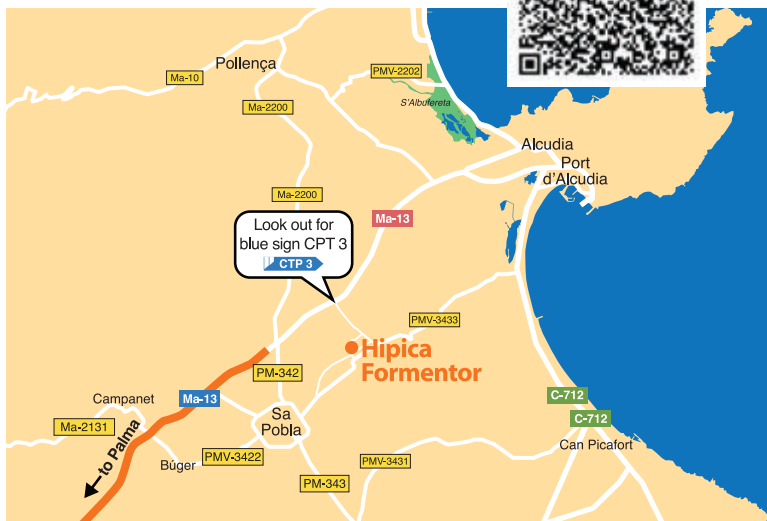 Pollença
Ma-10
PMV-2202
Ma-2200
S'Albufereta
Alcudia
Port
d'Alcudia
Ma-2200
Ma-13
Look out for
blue sign CPT 3
CTP 3
PMV-3433
Hipica
Formentor
PM-342
Campanet
Ma-13
C-712
Ma-2131
Sa
Pobla
C-712
to Palma
Can Picafort
Búger
PMV-3422
PMV-3431
PM-343